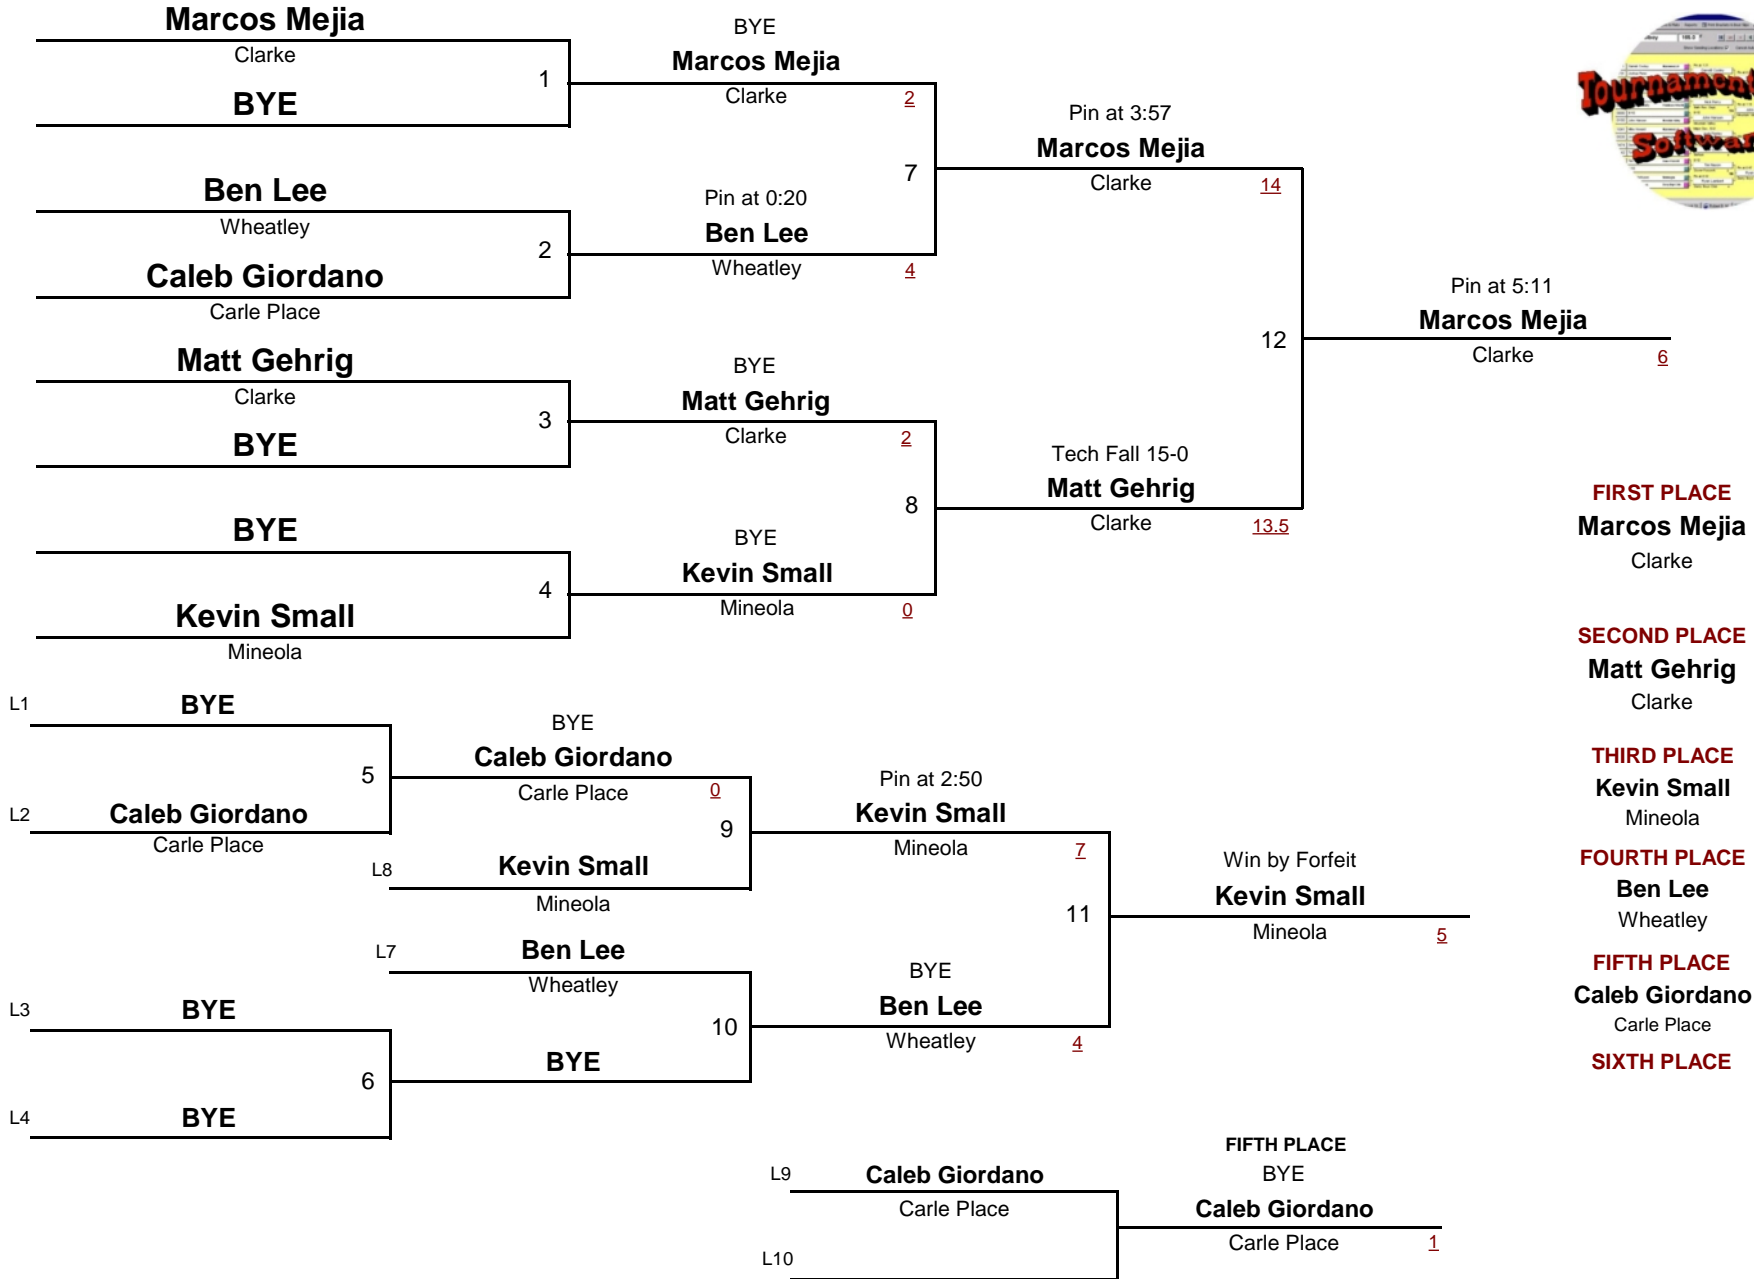 Marcos Mejia
Clarke
1
BYE
BYE
Marcos Mejia
Clarke
2
Ben Lee
Wheatley
2
Caleb Giordano
Carle Place
Pin at 0:20
Ben Lee
Wheatley
4
7
Pin at 3:57
Marcos Mejia
Clarke
14
Matt Gehrig
Clarke
3
BYE
BYE
Matt Gehrig
Clarke
2
BYE
4
Kevin Small
Mineola
BYE
Kevin Small
Mineola
0
8
Tech Fall 15-0
Matt Gehrig
Clarke
13.5
12
Pin at 5:11
Marcos Mejia
Clarke
6
Tournament
Softwar
FIRST PLACE
Marcos Mejia
Clarke
SECOND PLACE
Matt Gehrig
Clarke
THIRD PLACE
Kevin Small
Mineola
FOURTH PLACE
Ben Lee
Wheatley
FIFTH PLACE
Caleb Giordano
Carle Place
SIXTH PLACE
L1
BYE
5
L2
Caleb Giordano
Carle Place
BYE
Caleb Giordano
Carle Place
0
9
L8
Kevin Small
Mineola
Pin at 2:50
Kevin Small
Mineola
7
L7
Ben Lee
Wheatley
L3
BYE
6
L4
BYE
10
BYE
BYE
Ben Lee
Wheatley
4
11
Win by Forfeit
Kevin Small
Mineola
5
FIFTH PLACE
L9
Caleb Giordano
Carle Place
L10
BYE
Caleb Giordano
Carle Place
1